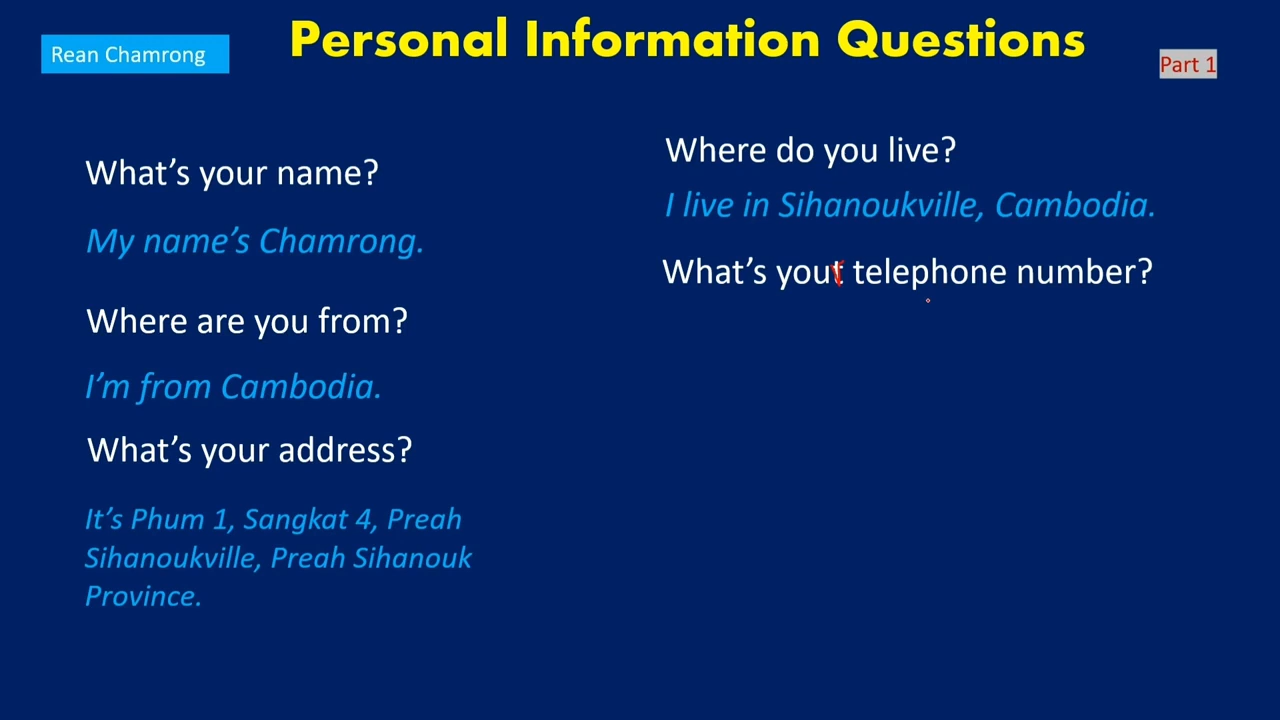 Rean Chamrong
Personal Information Questions
Part 1
What's your name?
My name's Chamrong.
Where are you from?
I'm from Cambodia.
What's your address?
It's Phum 1, Sangkat 4, Preah
Sihanoukville, Preah Sihanouk
Province.
Where do you live?
I live in Sihanoukville, Cambodia.
What's yout telephone number?